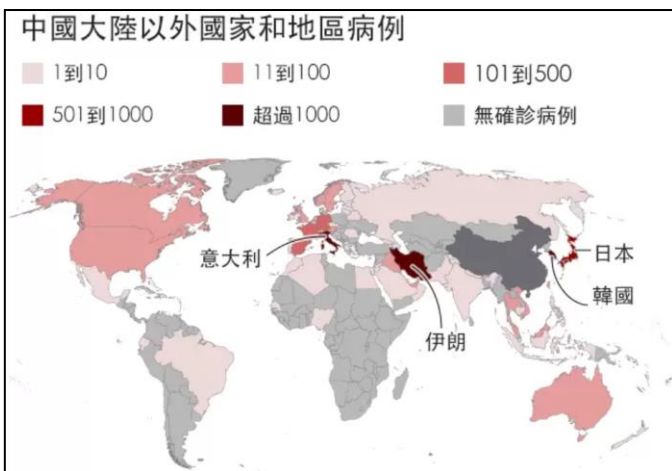 中國大陸以外國家和地區病例
1到10
11到100
101到500
501到1000
超過1000
無確診病例
意大利
日本
韓國
伊朗